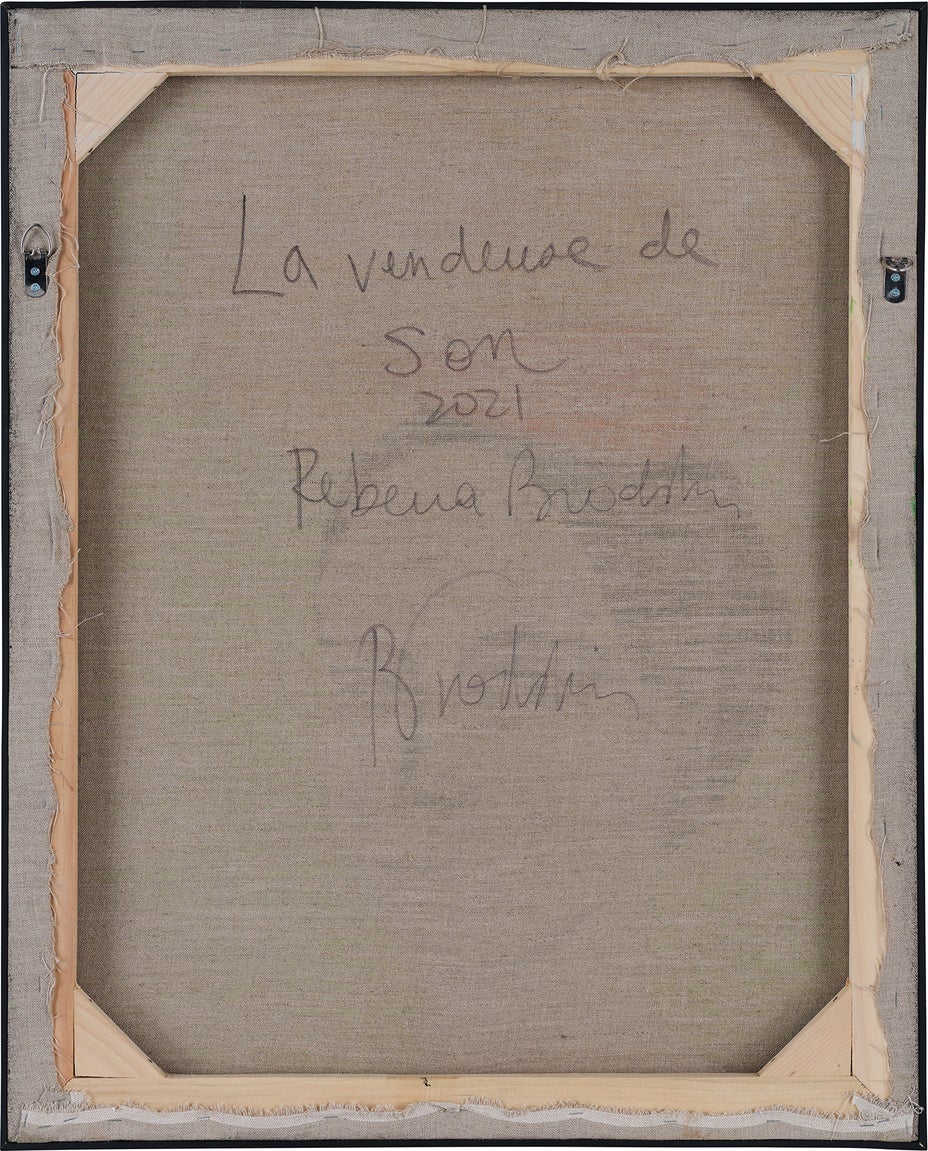 La vendeuse de
son
2021
Rebecca Brodskis
Brodskis